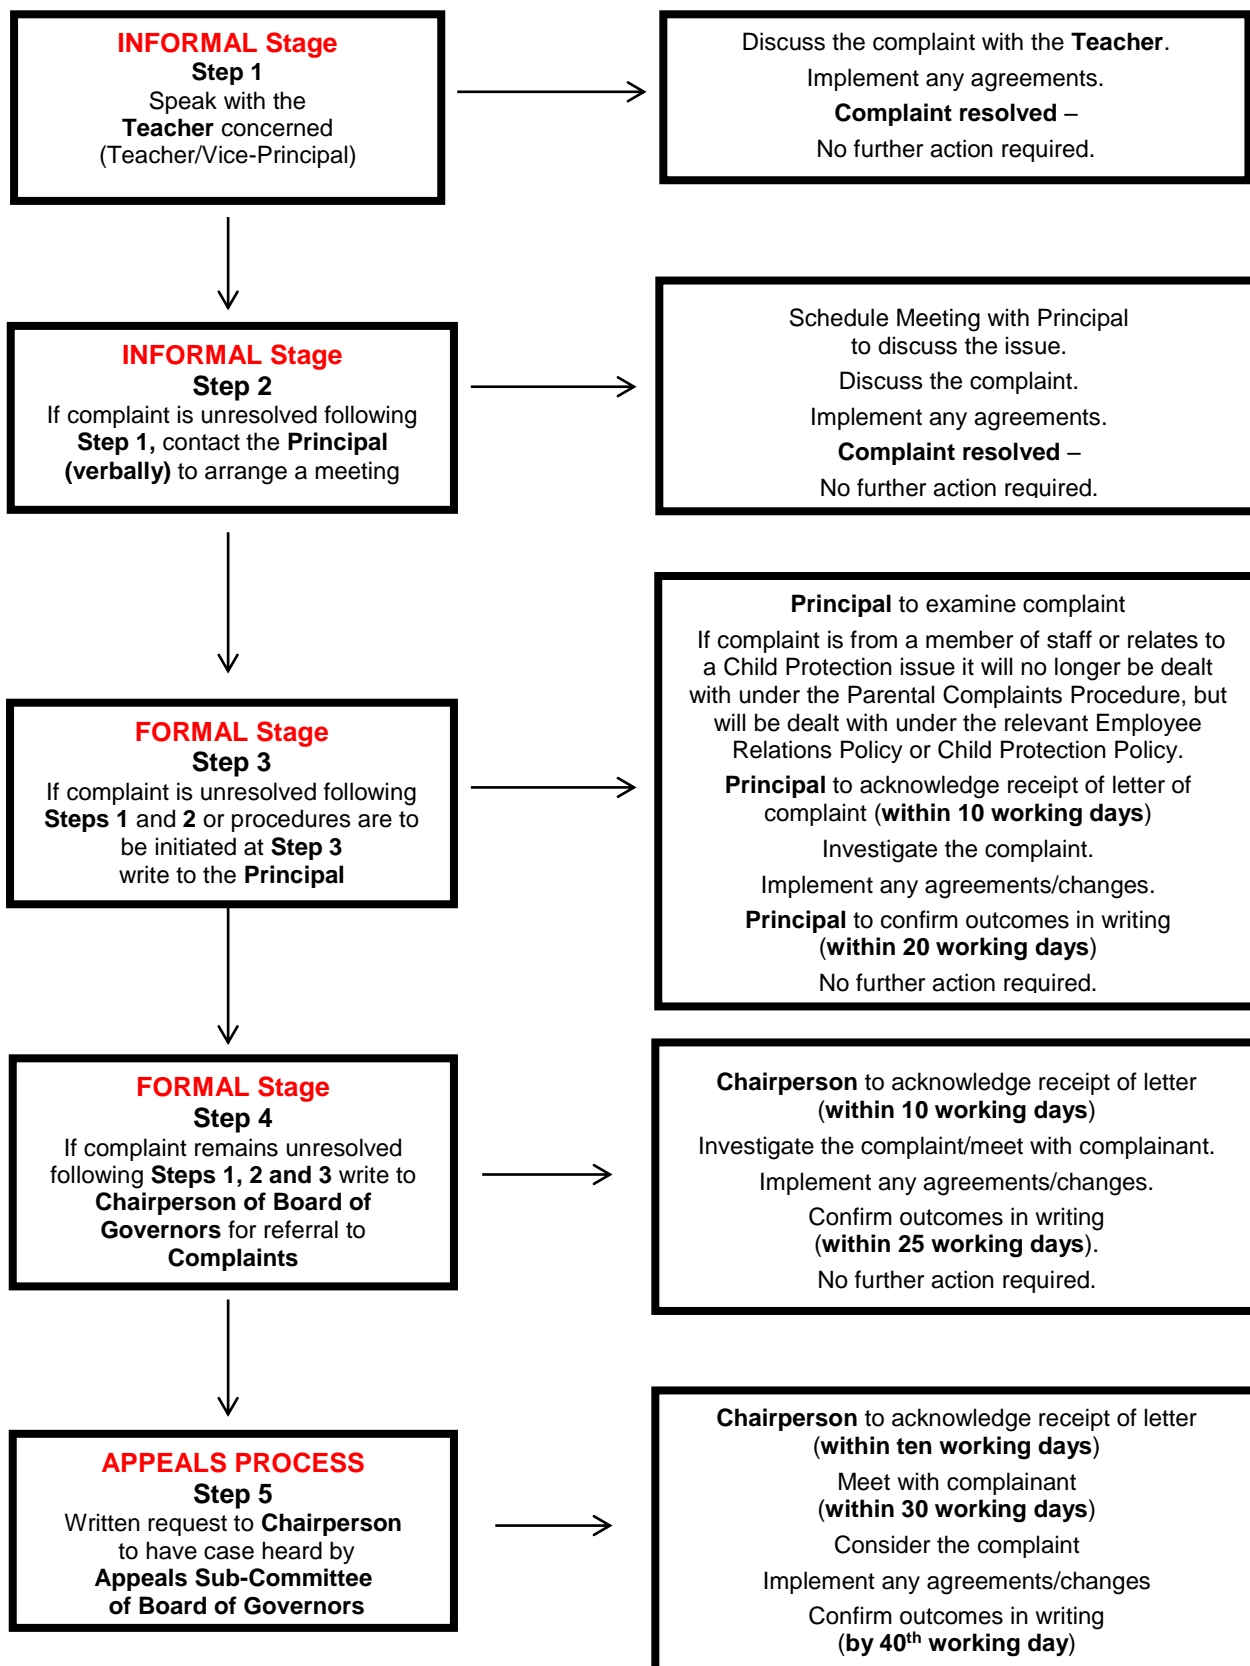 INFORMAL Stage
Step 1
Speak with the
Teacher concerned
(Teacher/Vice-Principal)
Discuss the complaint with the Teacher.
Implement any agreements.
Complaint resolved –
No further action required.
INFORMAL Stage
Step 2
If complaint is unresolved following
Step 1, contact the Principal
(verbally) to arrange a meeting
Schedule Meeting with Principal
to discuss the issue.
Discuss the complaint.
Implement any agreements.
Complaint resolved –
No further action required.
FORMAL Stage
Step 3
If complaint is unresolved following
Steps 1 and 2 or procedures are to
be initiated at Step 3
write to the Principal
Principal to examine complaint
If complaint is from a member of staff or relates to
a Child Protection issue it will no longer be dealt
with under the Parental Complaints Procedure, but
will be dealt with under the relevant Employee
Relations Policy or Child Protection Policy.
Principal to acknowledge receipt of letter of
complaint (within 10 working days)
Investigate the complaint.
Implement any agreements/changes.
Principal to confirm outcomes in writing
(within 20 working days)
No further action required.
FORMAL Stage
Step 4
If complaint remains unresolved
following Steps 1, 2 and 3 write to
Chairperson of Board of
Governors for referral to
Complaints
Chairperson to acknowledge receipt of letter
(within 10 working days)
Investigate the complaint/meet with complainant.
Implement any agreements/changes.
Confirm outcomes in writing
(within 25 working days).
No further action required.
APPEALS PROCESS
Step 5
Written request to Chairperson
to have case heard by
Appeals Sub-Committee
of Board of Governors
Chairperson to acknowledge receipt of letter
(within ten working days)
Meet with complainant
(within 30 working days)
Consider the complaint
Implement any agreements/changes
Confirm outcomes in writing
(by 40th working day)